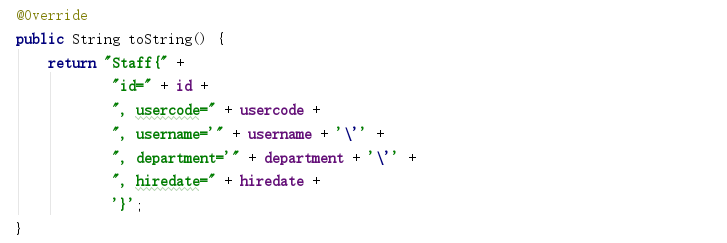 @Override
public String toString() {
    return "Staff{" +
            "id=" + id +
            ", usercode=" + usercode +
            ", username='" + username + '\'' +
            ", department='" + department + '\'' +
            ", hiredate=" + hiredate +
            '}';
}